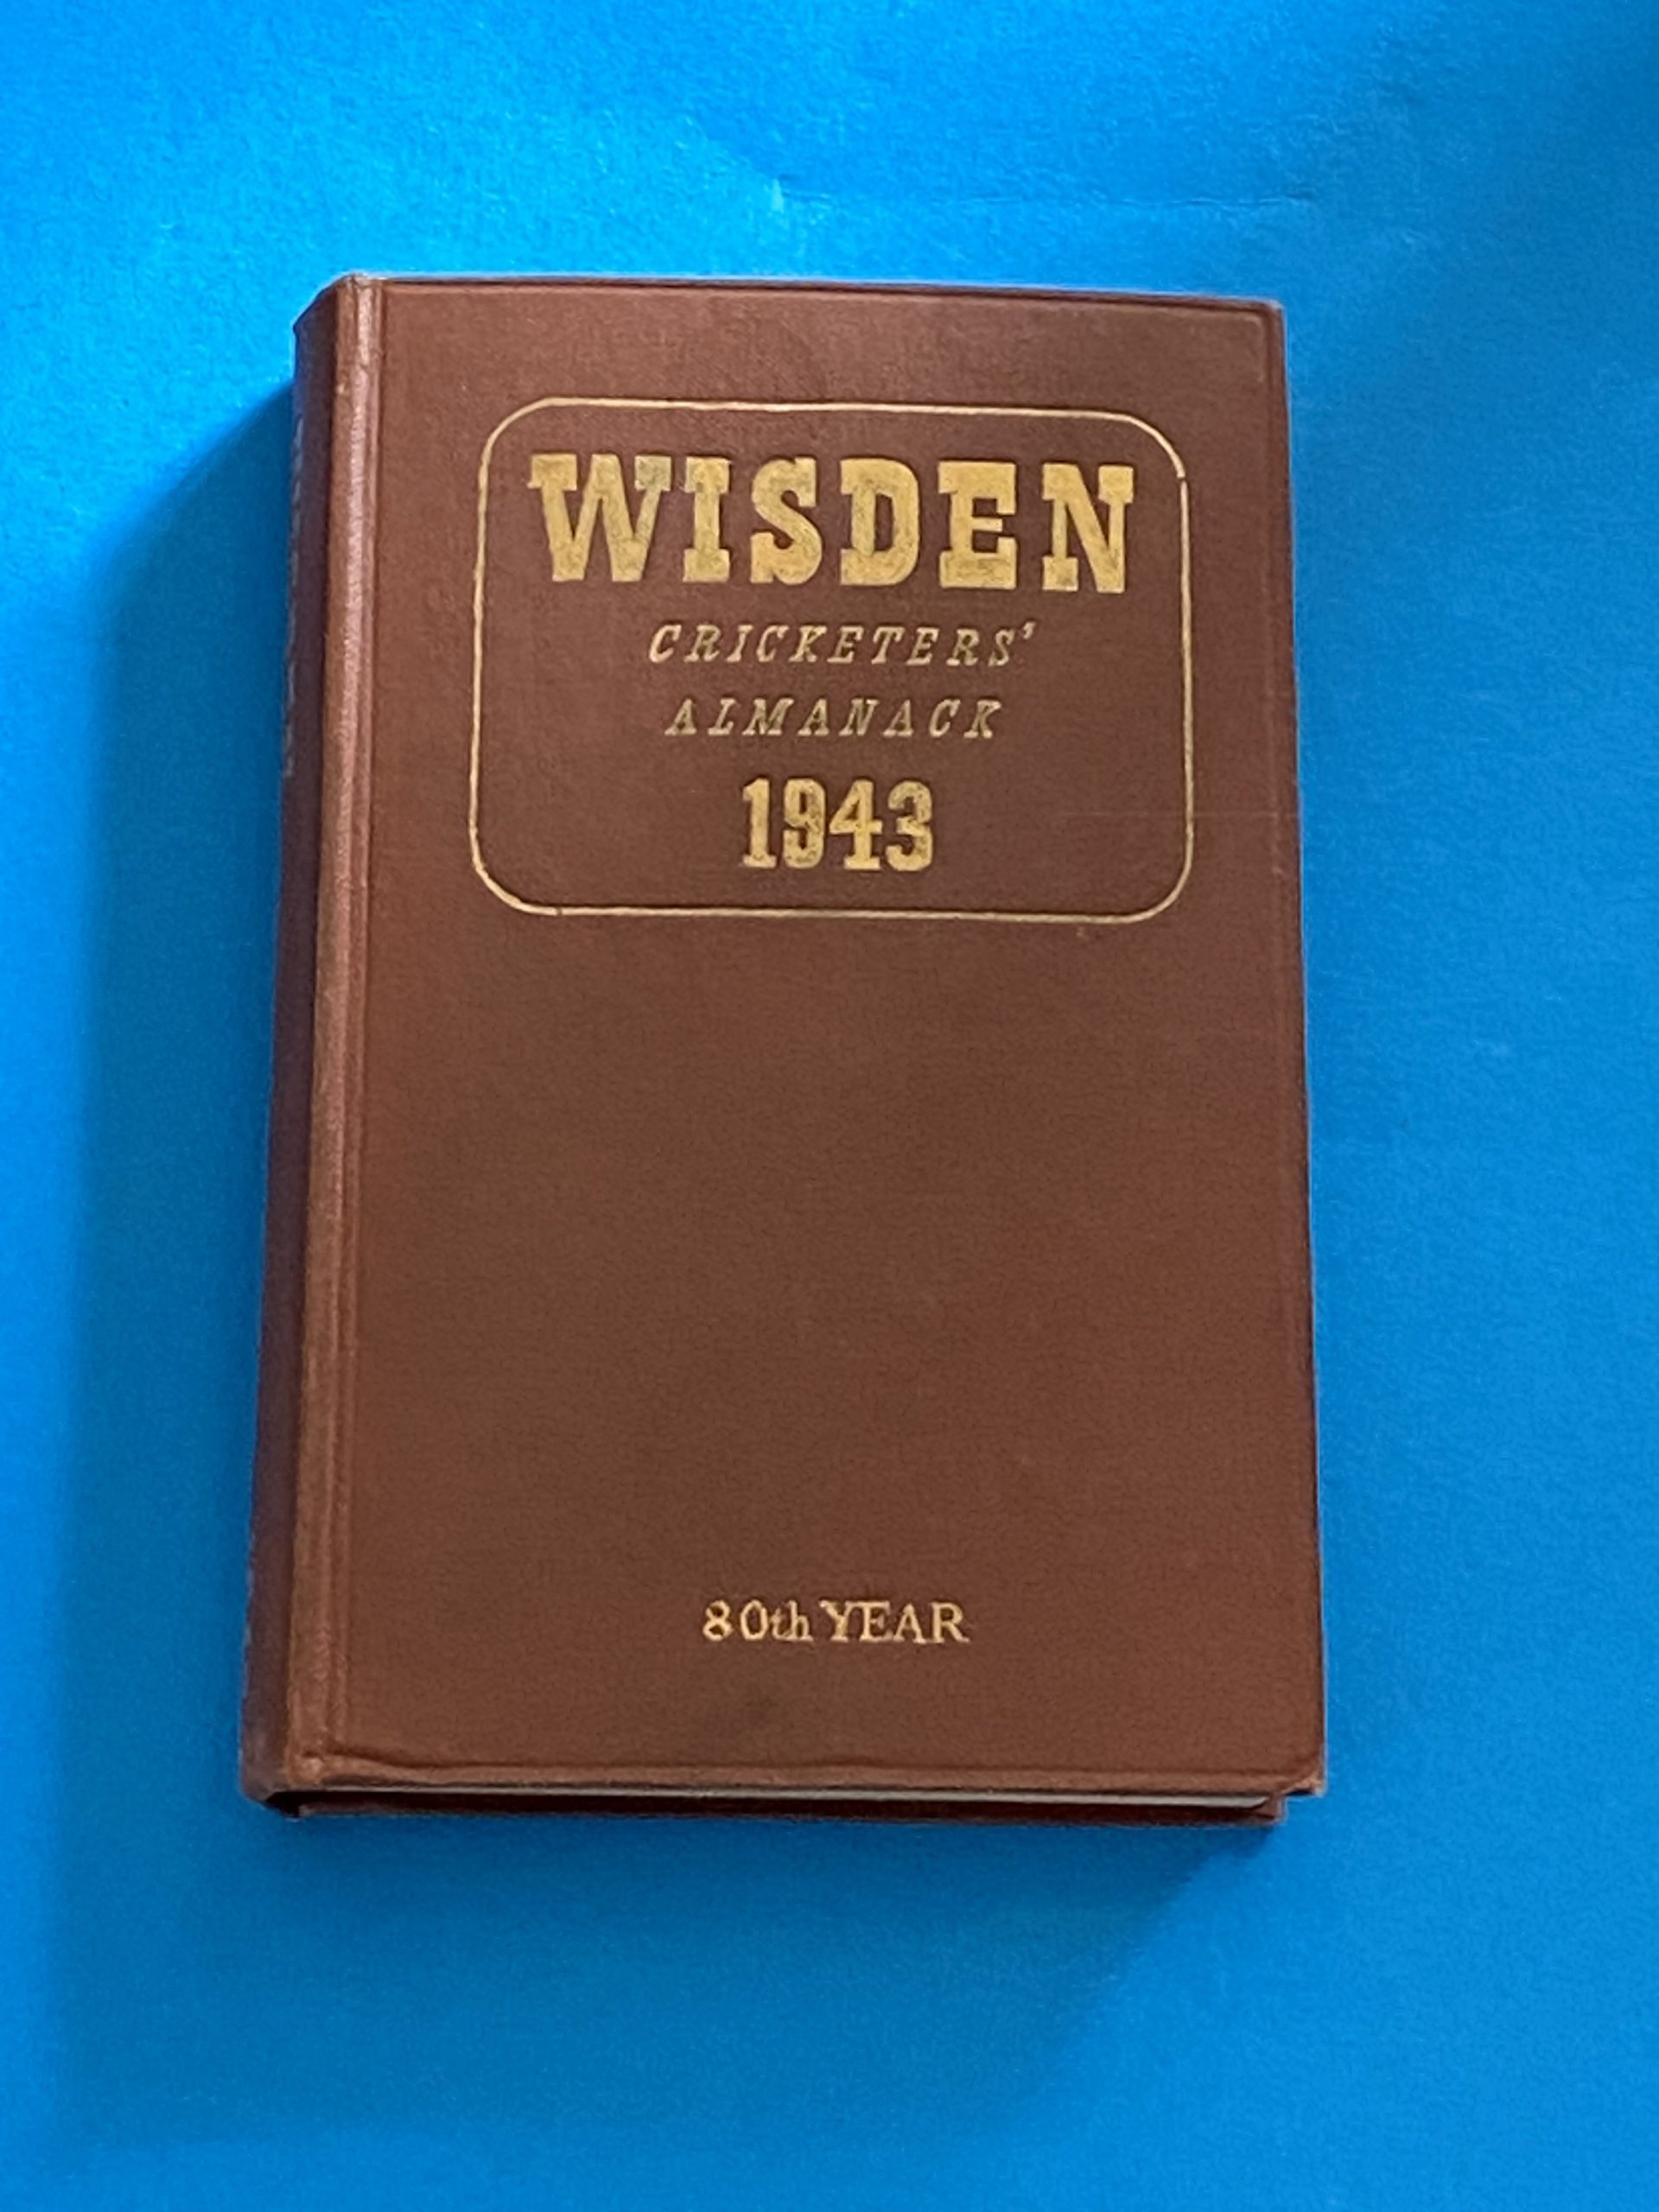 WISDEN
CRICKETERS'
ALMANACK
1943
80th YEAR